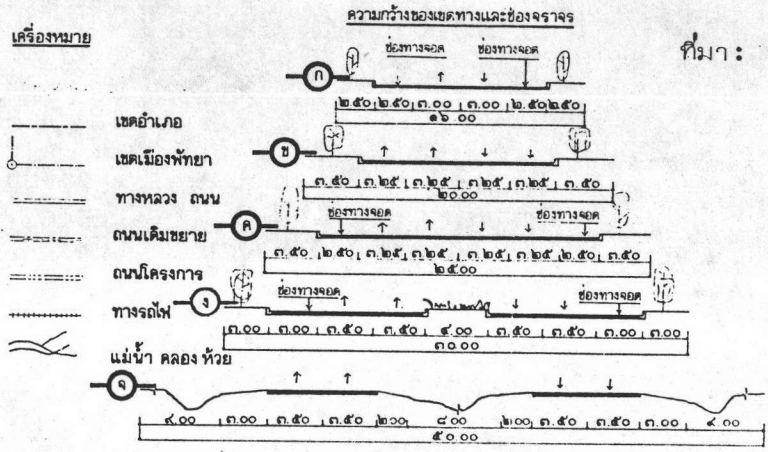 ความกว้างของเขตทางและช่องจราจร
เครื่องหมาย
ที่มา :
ช่องทางจอด ช่องทางจอด
ก
๒.๕๐ ๒.๕๐ ๓.๐๐ ๓.๐๐ ๒.๕๐ ๒.๕๐
๑๖.๐๐
เขตอำเภอ
ข
เขตเมืองพัทยา
๓.๕๐ ๓.๒๕ ๓.๒๕ ๓.๒๕ ๓.๒๕ ๓.๕๐
๒๐.๐๐
ทางหลวง ถนน
ช่องทางจอด ช่องทางจอด
ค
ถนนเดิมขยาย
๓.๕๐ ๒.๕๐ ๓.๒๕ ๓.๒๕ ๓.๒๕ ๓.๒๕ ๒.๕๐ ๓.๕๐
๒๕.๐๐
ถนนโครงการ
ช่องทางจอด ช่องทางจอด
ง
ทางรถไฟ
๓.๐๐ ๓.๐๐ ๓.๕๐ ๓.๕๐ ๔.๐๐ ๓.๕๐ ๓.๕๐ ๓.๐๐ ๓.๐๐
๓๐.๐๐
แม่น้ำ คลอง ห้วย
จ
๙.๐๐ ๓.๐๐ ๓.๕๐ ๓.๕๐ ๒.๐๐ ๘.๐๐ ๒.๐๐ ๓.๕๐ ๓.๕๐ ๓.๐๐ ๙.๐๐
๕๐.๐๐